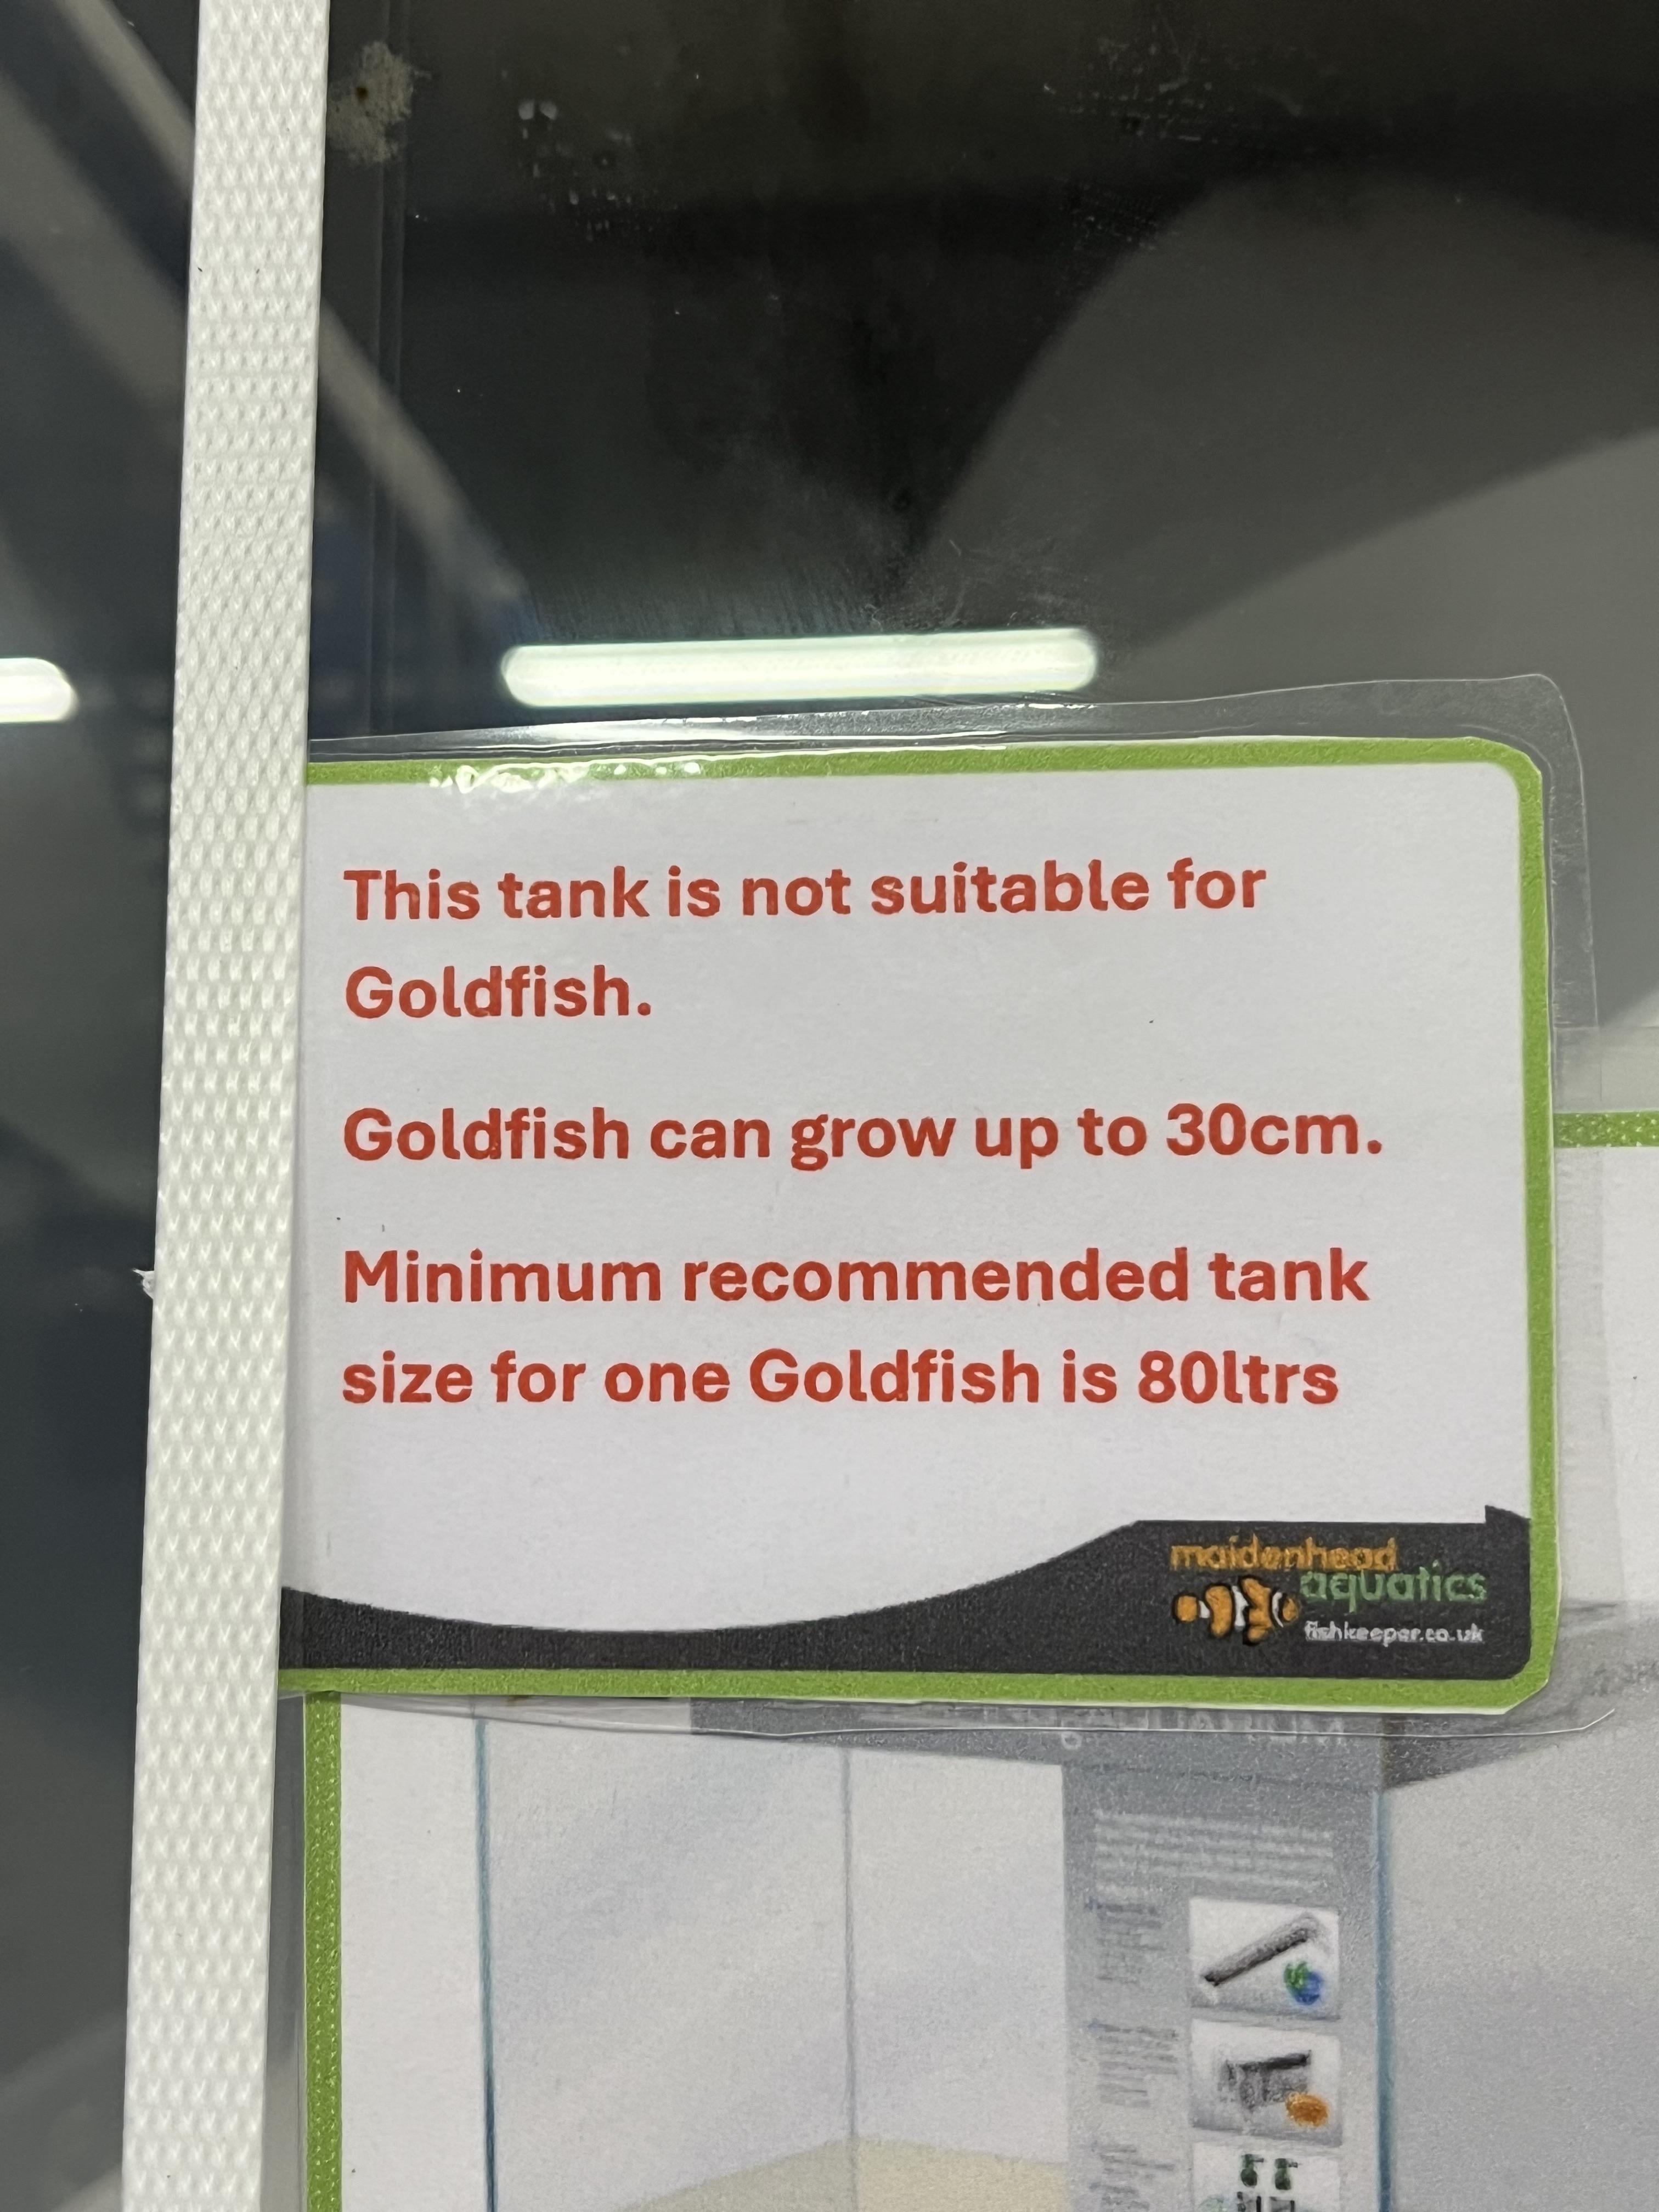 This tank is not suitable for
Goldfish.
Goldfish can grow up to 30cm.
Minimum recommended tank
size for one Goldfish is 80ltrs
maidenhead
aquatics
fishkeeper.co.uk